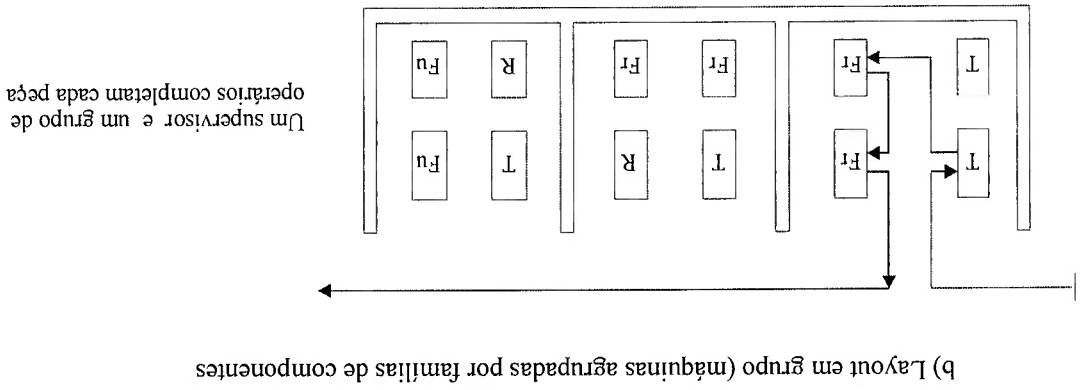 b) Layout em grupo (máquinas agrupadas por famílias de componentes
T Fr T R T Fu
T Fr Fr Fr R Fu
Um supervisor e um grupo de
operários completam cada peça